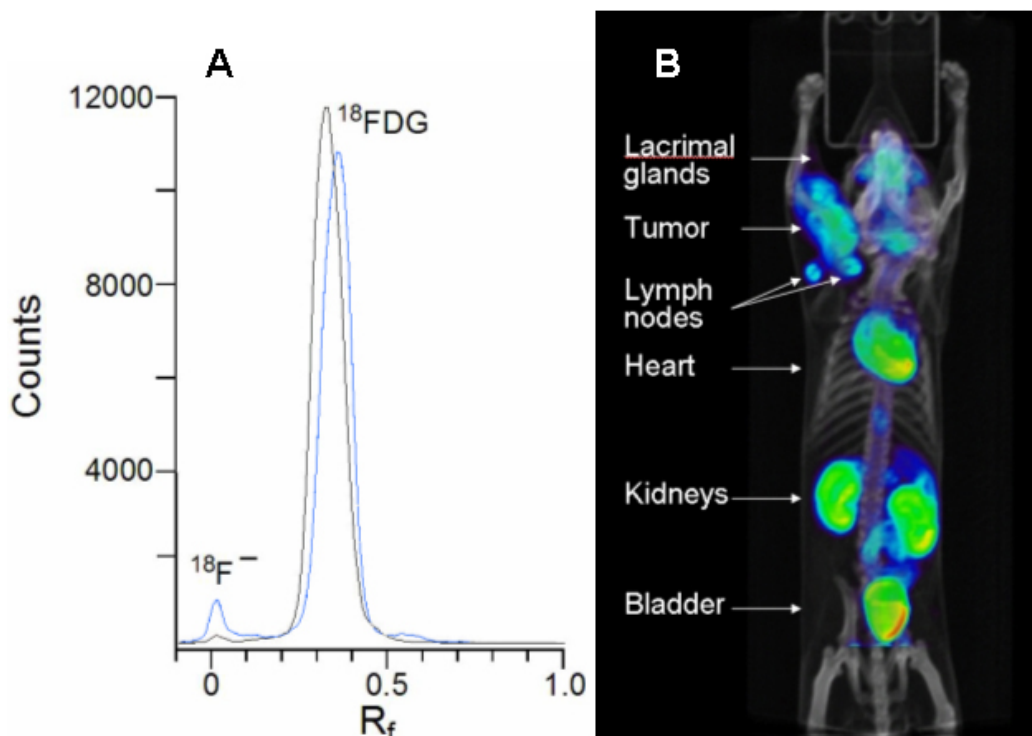 A
12000
8000
4000
Counts
¹⁸FDG
¹⁸F⁻
0
0.5
1.0
R_f
B
Lacrimal
glands
Tumor
Lymph
nodes
Heart
Kidneys
Bladder